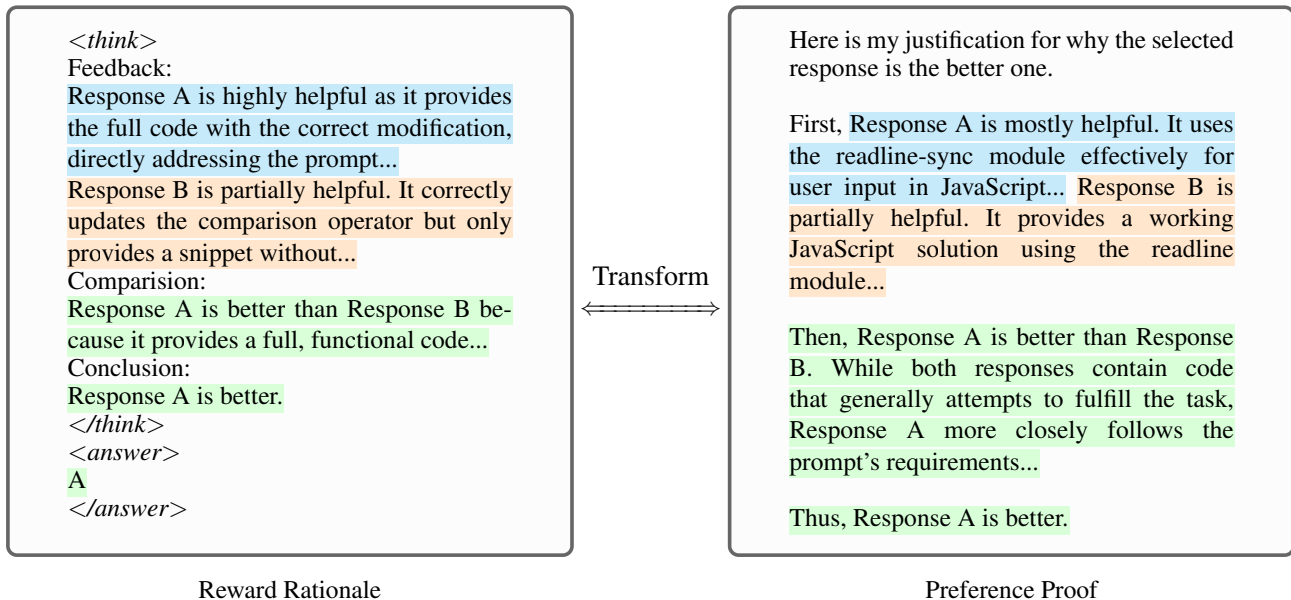 <think>
Feedback:
Response A is highly helpful as it provides
the full code with the correct modification,
directly addressing the prompt...
Response B is partially helpful. It correctly
updates the comparison operator but only
provides a snippet without...
Comparision:
Response A is better than Response B be-
cause it provides a full, functional code...
Conclusion:
Response A is better.
</think>
<answer>
A
</answer>
Reward Rationale
Transform
Here is my justification for why the selected
response is the better one.
First, Response A is mostly helpful. It uses
the readline-sync module effectively for
user input in JavaScript... Response B is
partially helpful. It provides a working
JavaScript solution using the readline
module...
Then, Response A is better than Response
B. While both responses contain code
that generally attempts to fulfill the task,
Response A more closely follows the
prompt's requirements...
Thus, Response A is better.
Preference Proof